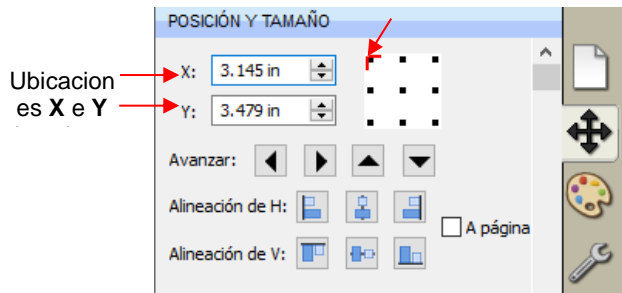 POSICIÓN Y TAMAÑO
Ubicacion
es X e Y
X: 3.145 in
Y: 3.479 in
Avanzar:
Alineación de H:
A página
Alineación de V: